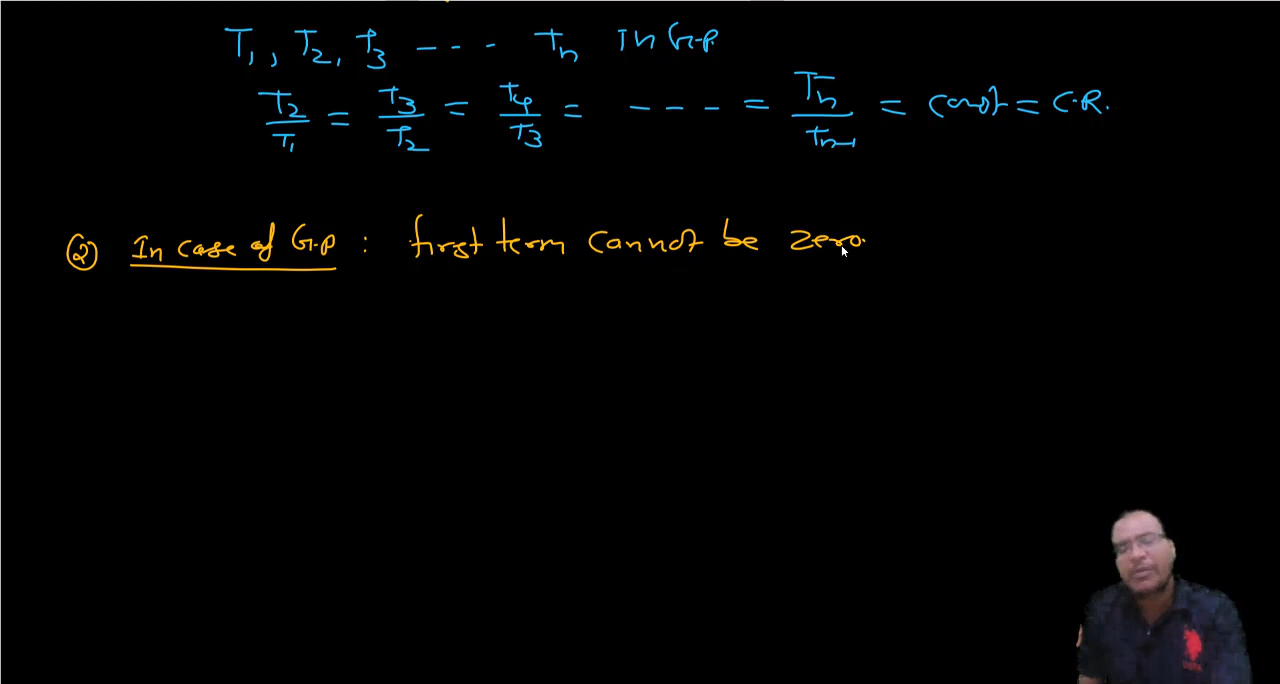 T₁, T₂, T₃ --- Tₙ in G.P.
T₂/T₁ = T₃/T₂ = T₄/T₃ = ---- = Tₙ/Tₙ₋₁ = const = C.R.
② In case of G.P : first term cannot be zero.